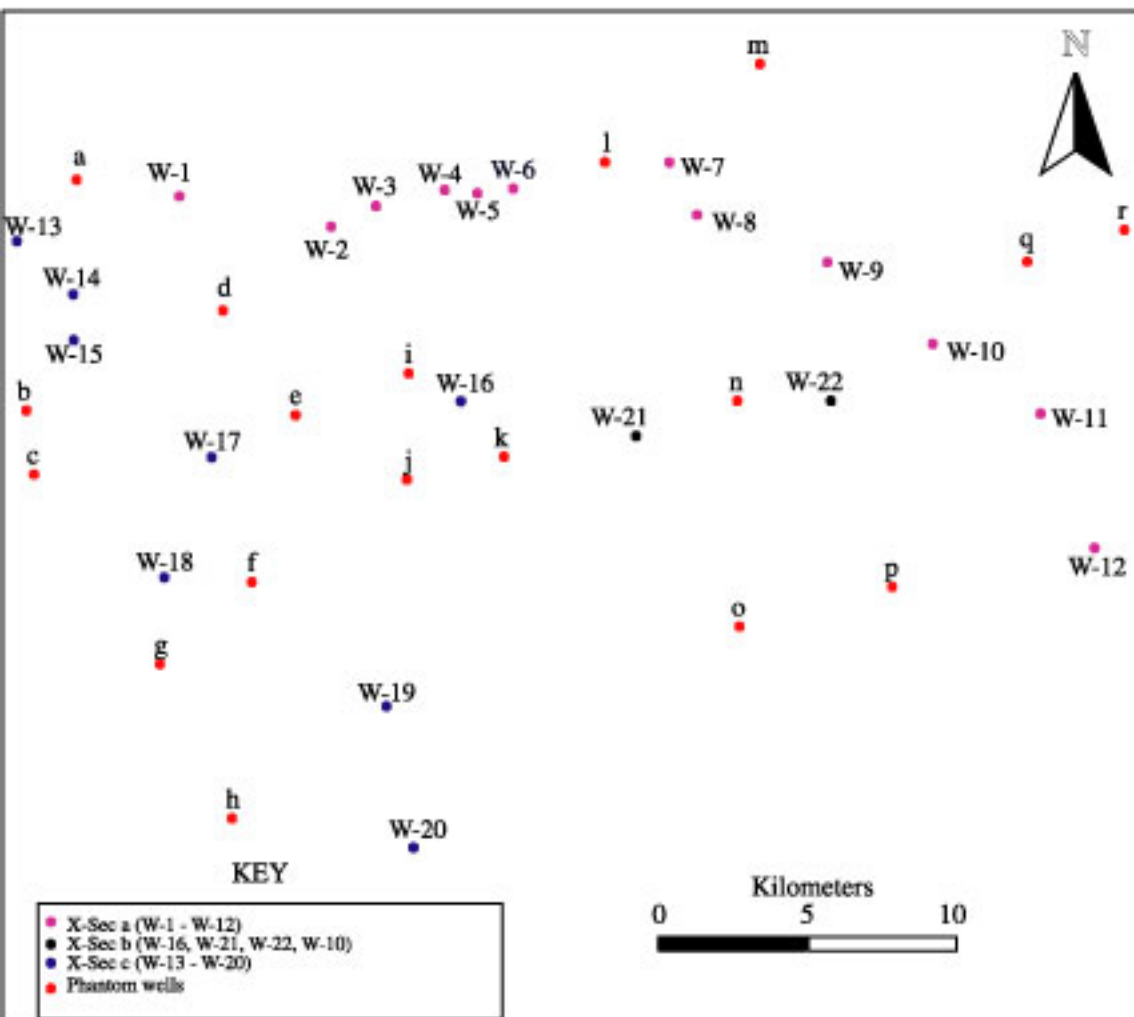 m
N
a
l
W-1
W-4
W-6
W-7
W-3
W-5
W-13
W-2
W-8
r
q
W-14
W-9
d
W-15
W-10
i
W-16
n
W-22
b
e
W-21
W-11
W-17
k
c
j
W-18
f
W-12
p
o
g
W-19
h
W-20
KEY
X-Sec a (W-1 - W-12)
X-Sec b (W-16, W-21, W-22, W-10)
X-Sec c (W-13 - W-20)
Phantom wells
Kilometers
0 5 10